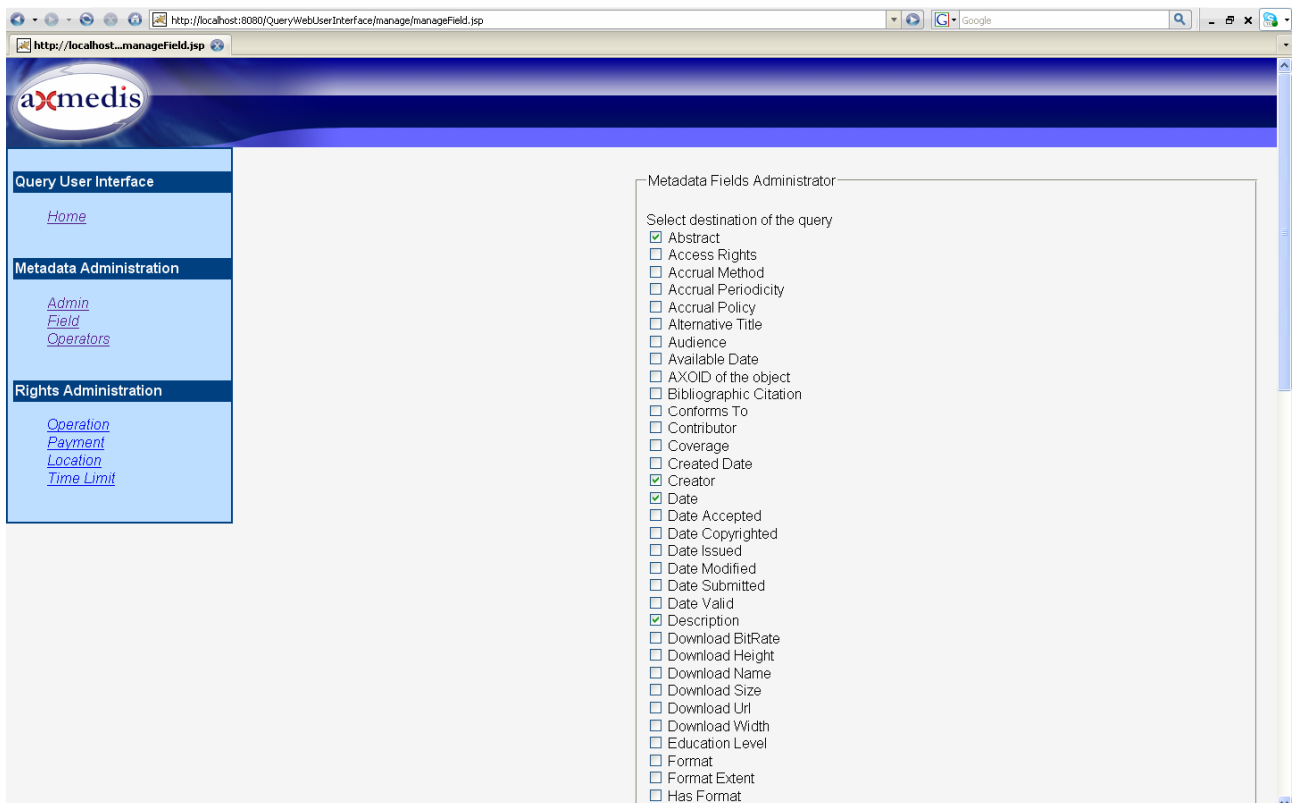 http://localhost:8080/QueryWebUserInterface/manage/manageField.jsp
G Google
http://localhost...manageField.jsp
axmedis
Query User Interface
Home
Metadata Administration
Admin
Field
Operators
Rights Administration
Operation
Payment
Location
Time Limit
Metadata Fields Administrator
Select destination of the query
Abstract
Access Rights
Accrual Method
Accrual Periodicity
Accrual Policy
Alternative Title
Audience
Available Date
AXOID of the object
Bibliographic Citation
Conforms To
Contributor
Coverage
Created Date
Creator
Date
Date Accepted
Date Copyrighted
Date Issued
Date Modified
Date Submitted
Date Valid
Description
Download BitRate
Download Height
Download Name
Download Size
Download Url
Download Width
Education Level
Format
Format Extent
Has Format